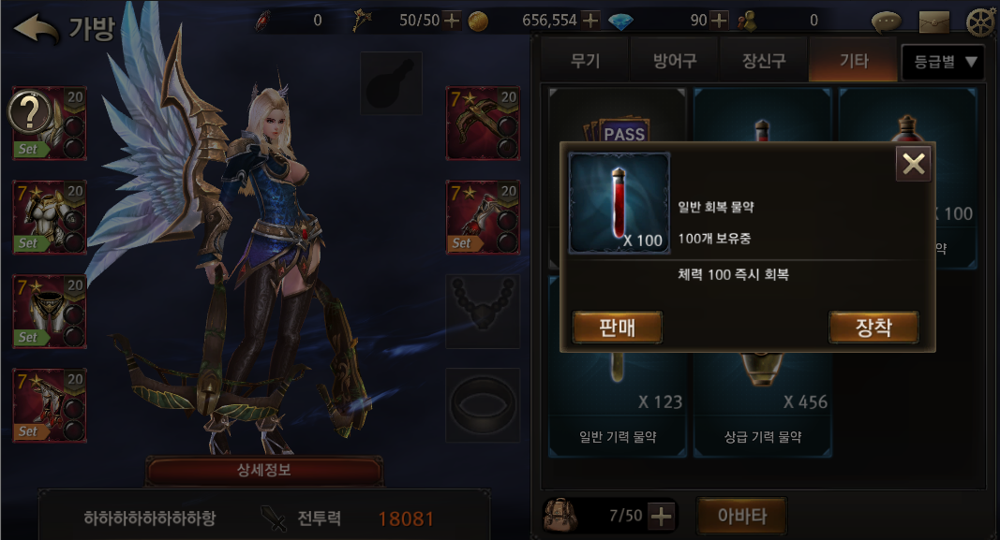 가방
0
50/50
656,554
90
0
20
Set
7 20
Set
7 20
Set
7 20
Set
7 20
7 20
Set
상세정보
하하하하하하하하항
전투력 18081
무기
방어구
장신구
기타
등급별
PASS
X 100
약
일반 회복 물약
X 100
100개 보유중
체력 100 즉시 회복
판매
장착
X 123
일반 기력 물약
X 456
상급 기력 물약
7/50
아바타